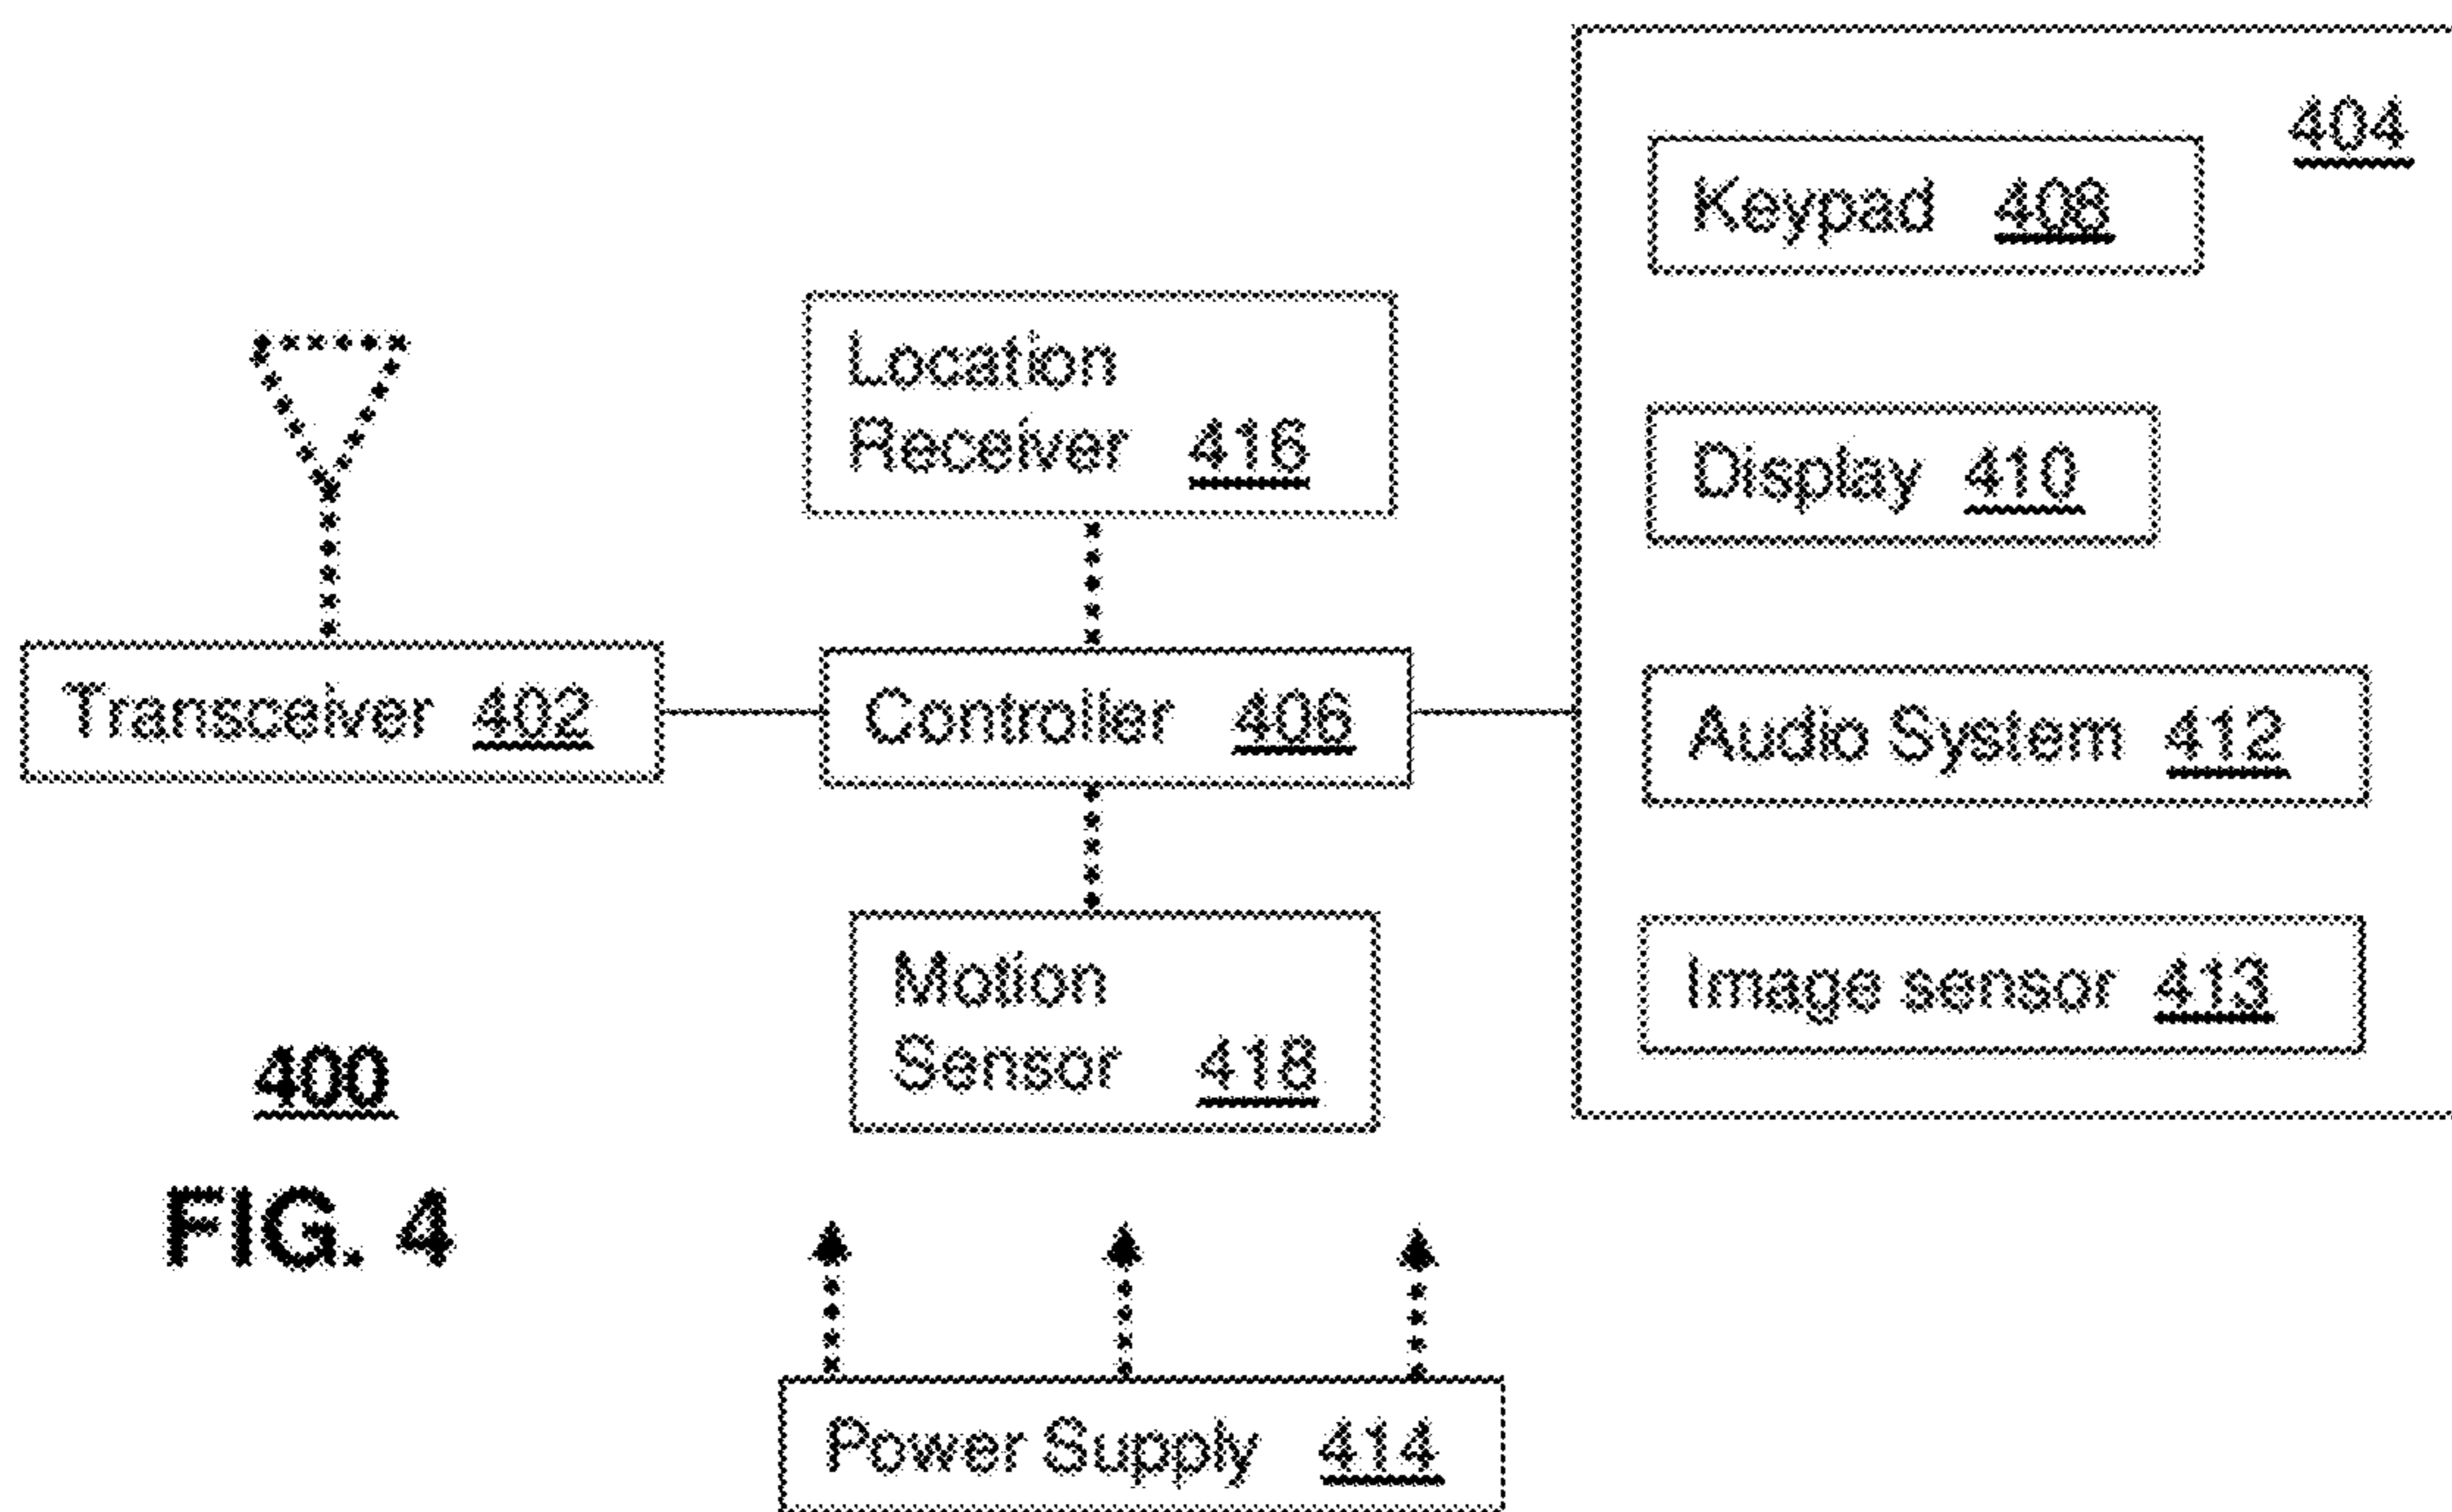 404
Keypad 408
Location
Receiver 416
Display 410
Transceiver 402
Controller 406
Audio System 412
Motion
Sensor 418
Image sensor 413
400
FIG. 4
Power Supply 414